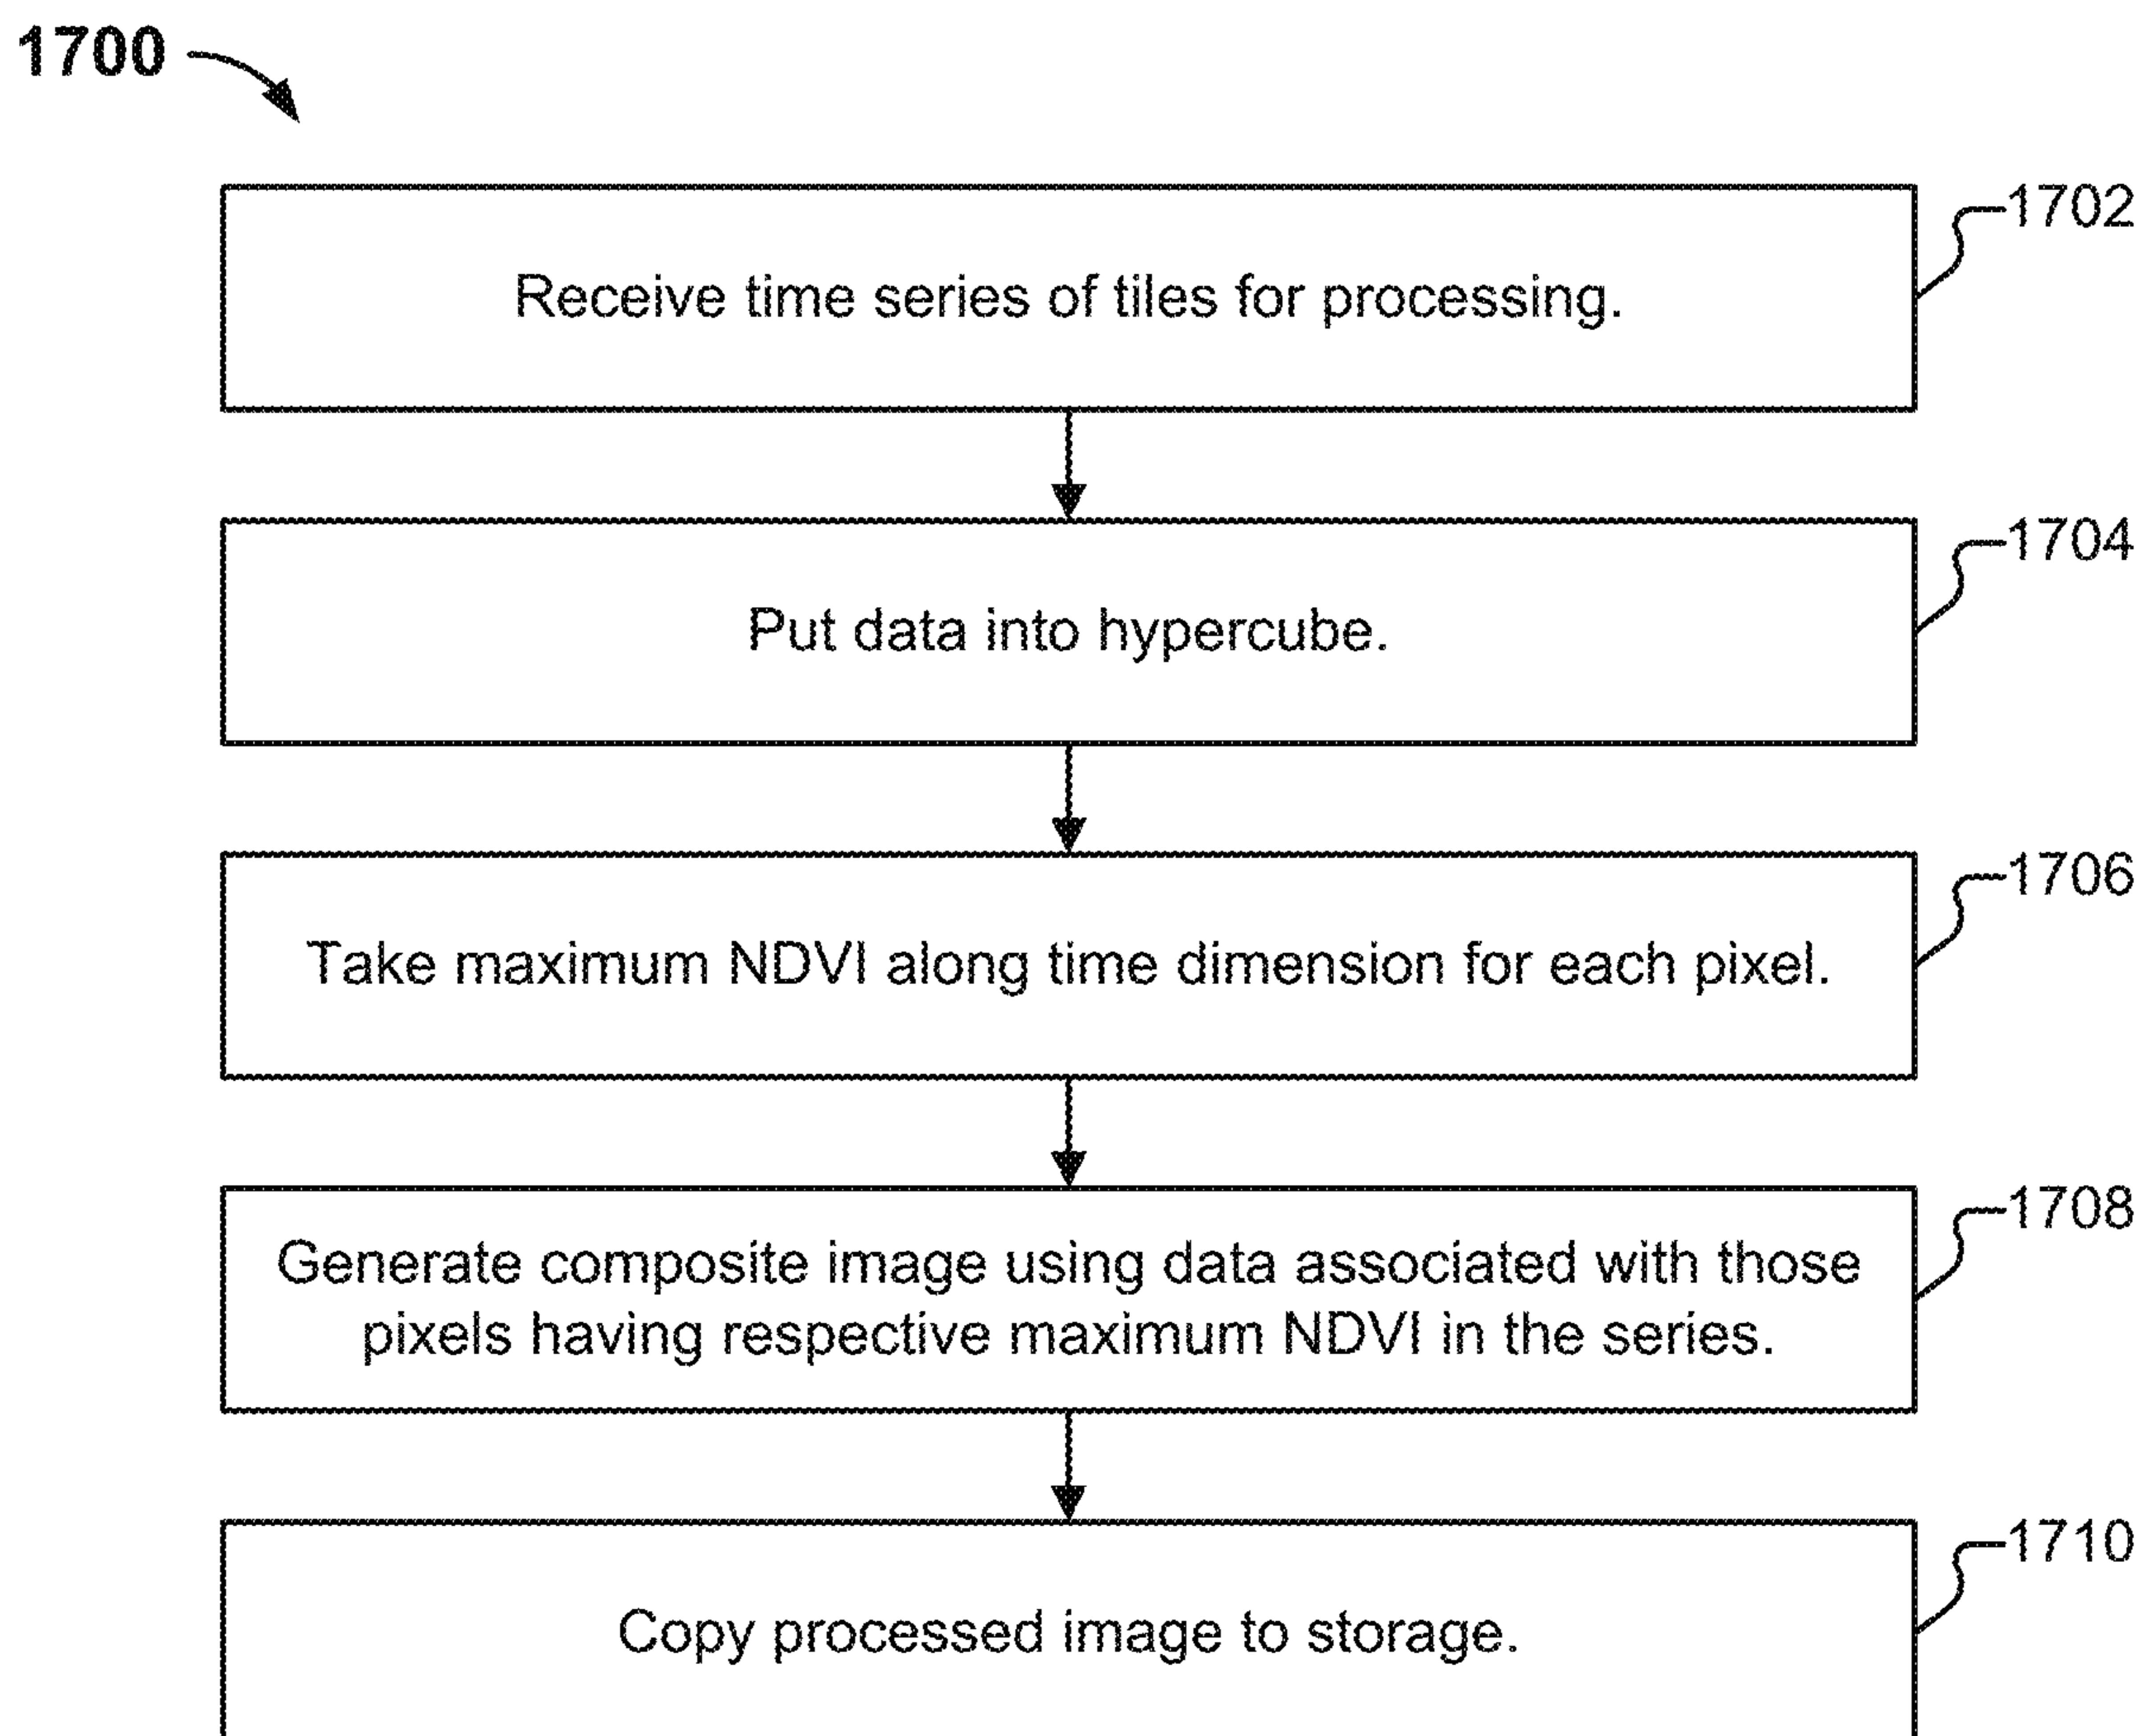 1700
1702
Receive time series of tiles for processing.
1704
Put data into hypercube.
1706
Take maximum NDVI along time dimension for each pixel.
1708
Generate composite image using data associated with those
pixels having respective maximum NDVI in the series.
1710
Copy processed image to storage.